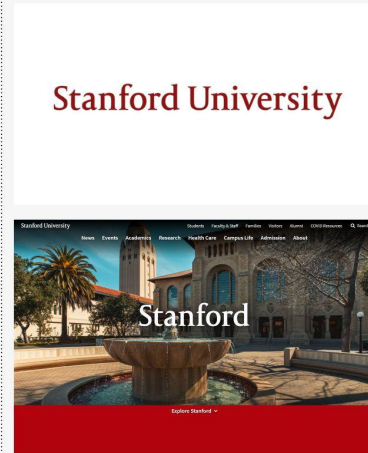 Stanford University
Stanford University
Students Faculty & Staff Families Visitors Alumni COVID Resources Search
News Events Academics Research Health Care Campus Life Admission About
Stanford
Explore Stanford